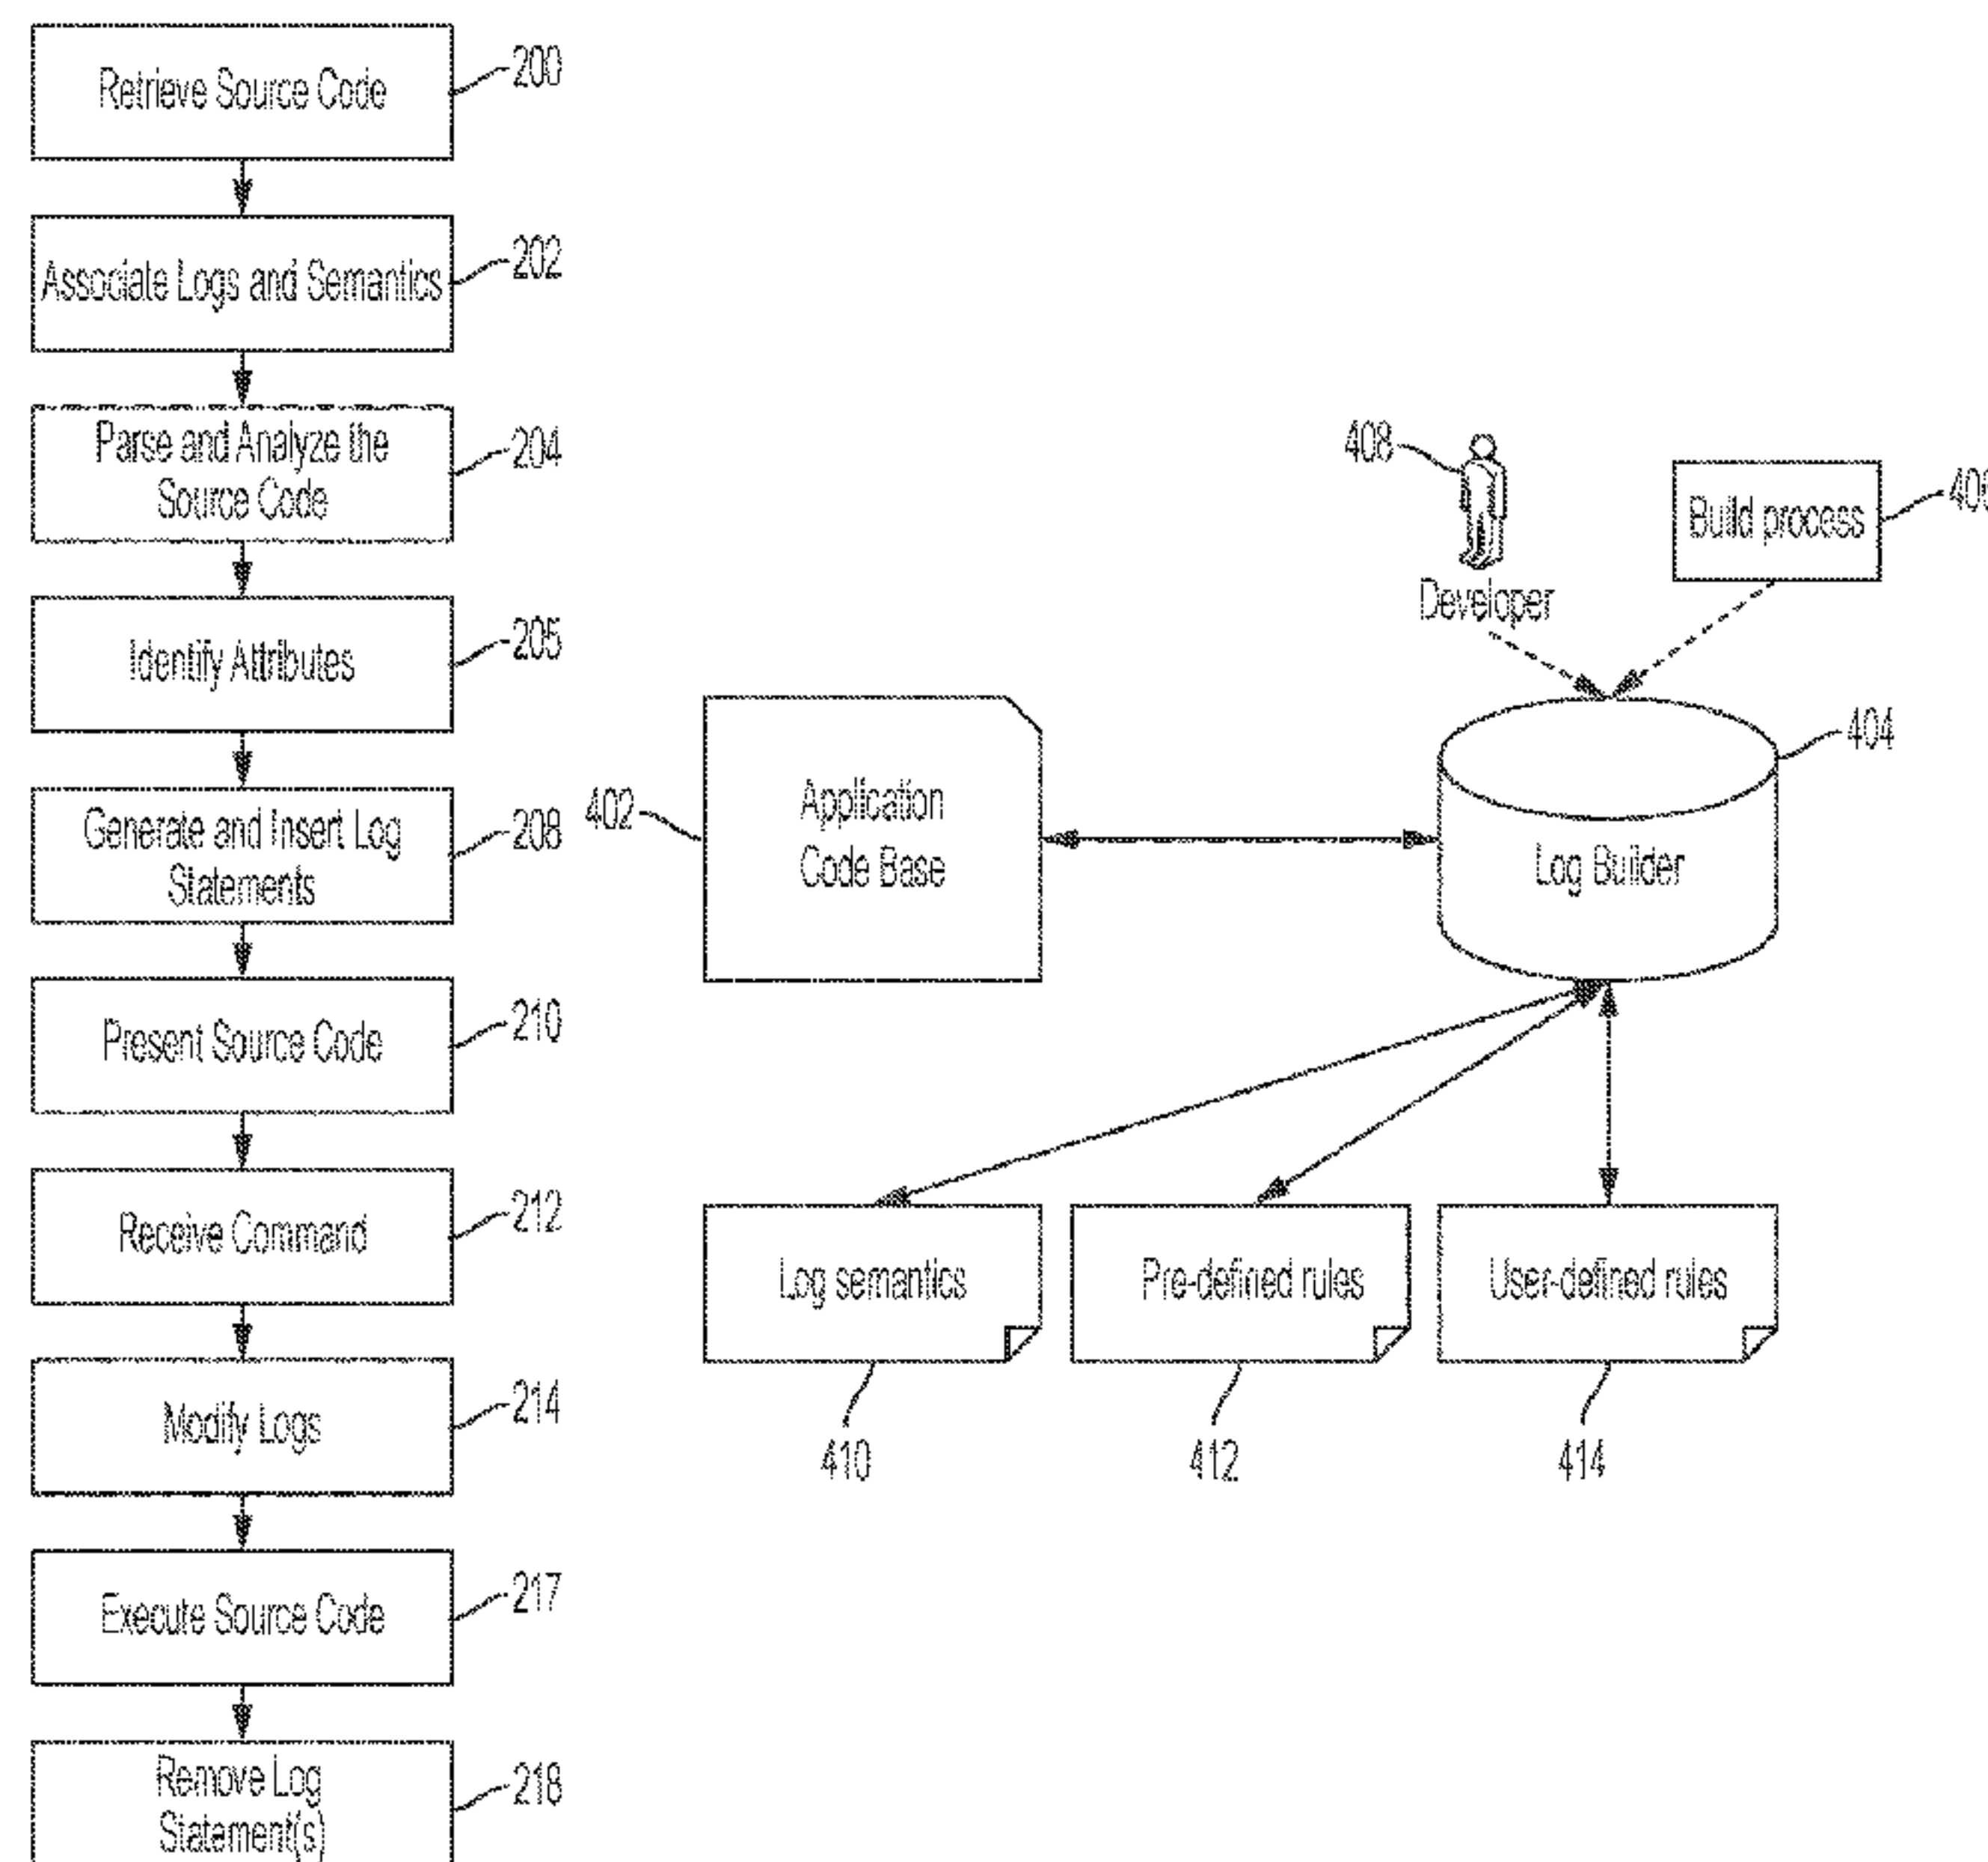 Retrieve Source Code
200
Associate Logs and Semantics
202
Parse and Analyze the
Source Code
204
Identify Attributes
205
Generate and Insert Log
Statements
208
Present Source Code
210
Receive Command
212
Modify Logs
214
Execute Source Code
217
Remove Log
Statement(s)
218
408
Developer
Build process
402
Application
Code Base
404
Log Builder
Log semantics
Pre-defined rules
User-defined rules
410
412
414